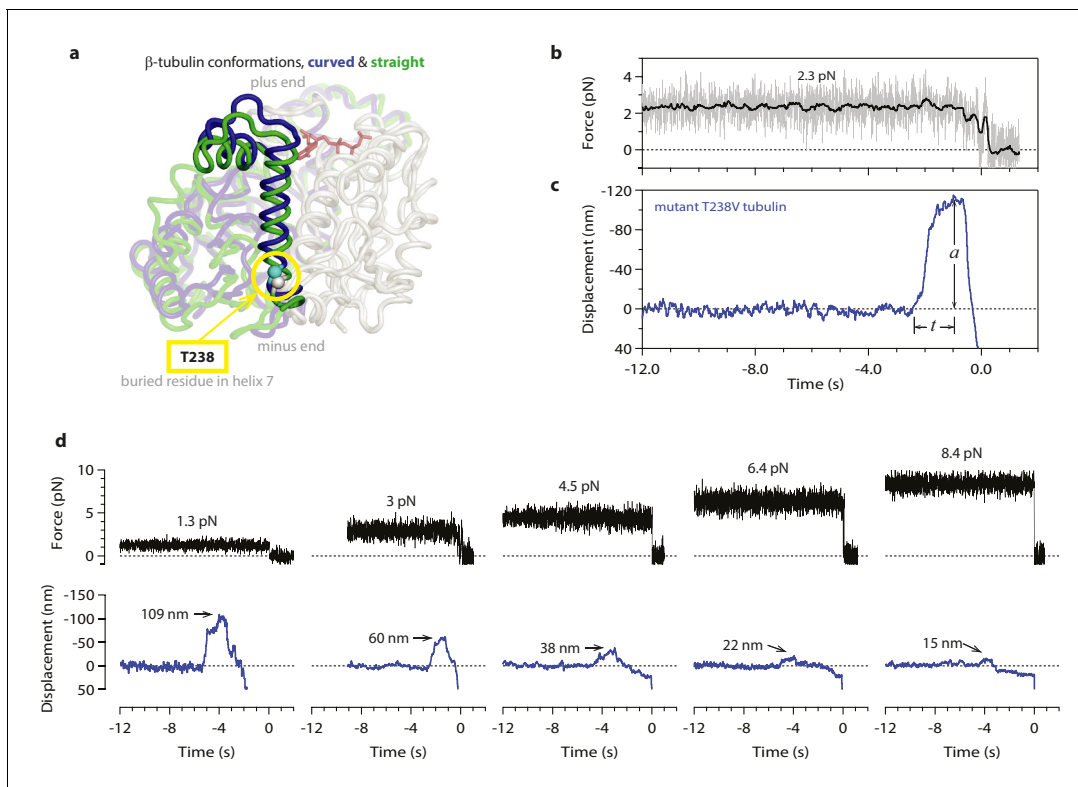 a
β-tubulin conformations, curved & straight
plus end
T238
minus end
buried residue in helix 7
b
Force (pN)
4
2
0
2.3 pN
c
Displacement (nm)
-120
-80
-40
0
40
mutant T238V tubulin
a
t
-12.0 -8.0 -4.0 0.0
Time (s)
d
Force (pN)
10
5
0
1.3 pN
3 pN
4.5 pN
6.4 pN
8.4 pN
Displacement (nm)
-150
-100
-50
0
50
109 nm
60 nm
38 nm
22 nm
15 nm
-12 -8 -4 0
-12 -8 -4 0
-12 -8 -4 0
-12 -8 -4 0
-12 -8 -4 0
Time (s)
Time (s)
Time (s)
Time (s)
Time (s)